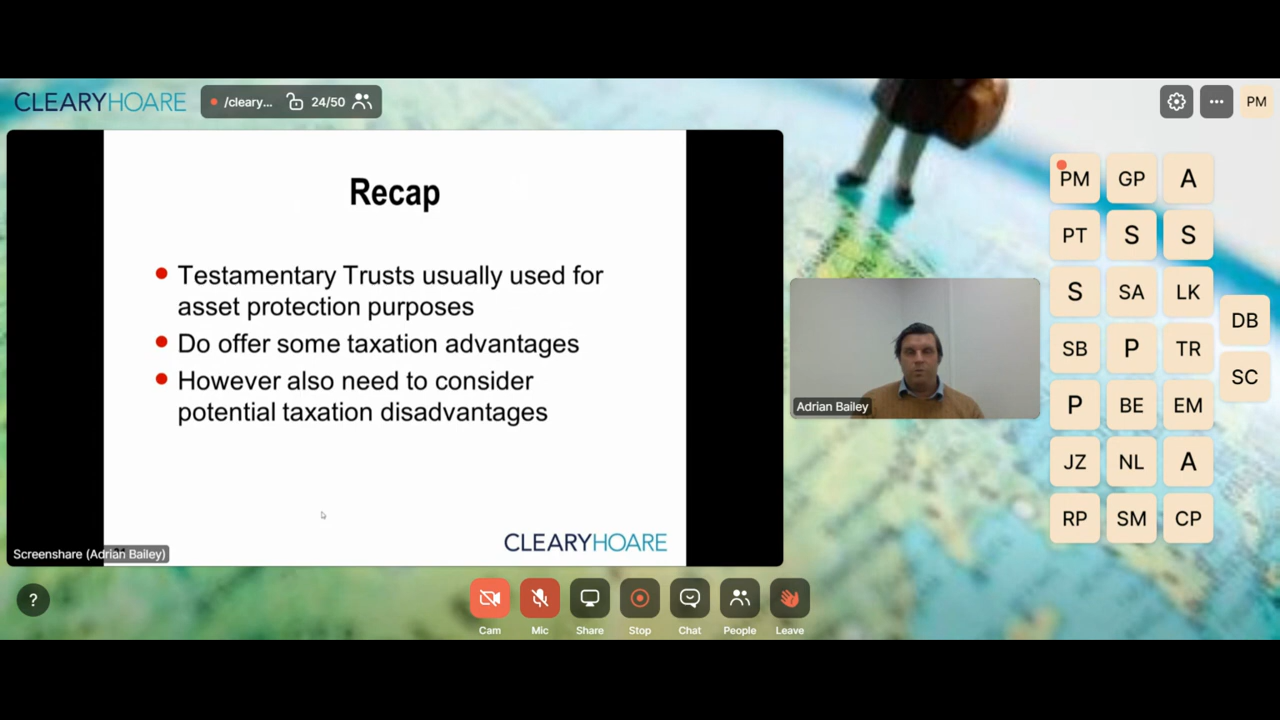 CLEARYHOARE
/cleary...
24/50
PM
Recap
Testamentary Trusts usually used for
asset protection purposes
Do offer some taxation advantages
However also need to consider
potential taxation disadvantages
CLEARYHOARE
Screenshare (Adrian Bailey)
Adrian Bailey
PM GP A
PT S S
S SA LK
DB
SB P TR
SC
P BE EM
JZ NL A
RP SM CP
?
Cam Mic Share Stop Chat People Leave